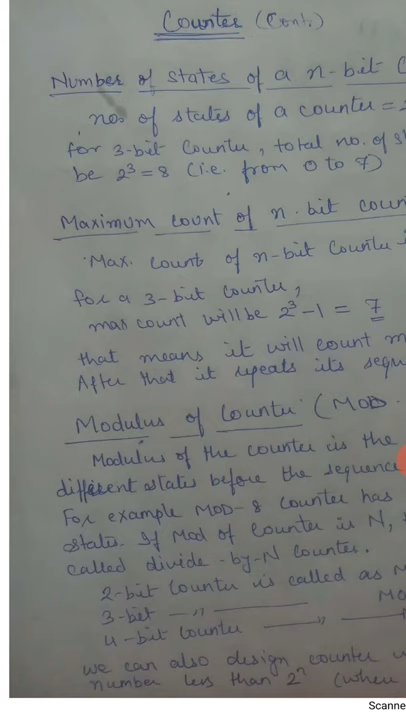 Counter (Cont.)
Number of states of a n-bit C
no. of states of a counter =
for 3-bit Counter, total no. of st
be 2³ = 8 (i.e. from 0 to 7)
Maximum count of n-bit coun
Max. count of n-bit Counter
for a 3-bit counter,
max count will be 2³-1 = 7
that means it will count m
After that it repeats its sequ
Modulus of Counter (MOD
Modulus of the counter is the
different states before the sequence
For example MOD-8 Counter has
states. If Mod of Counter is N,
called divide-by-N Counter.
2-bit Counter is called as M
3-bit —〃— MO
4-bit Counter —〃—
we can also design counter
number less than 2ⁿ (when
Scanne